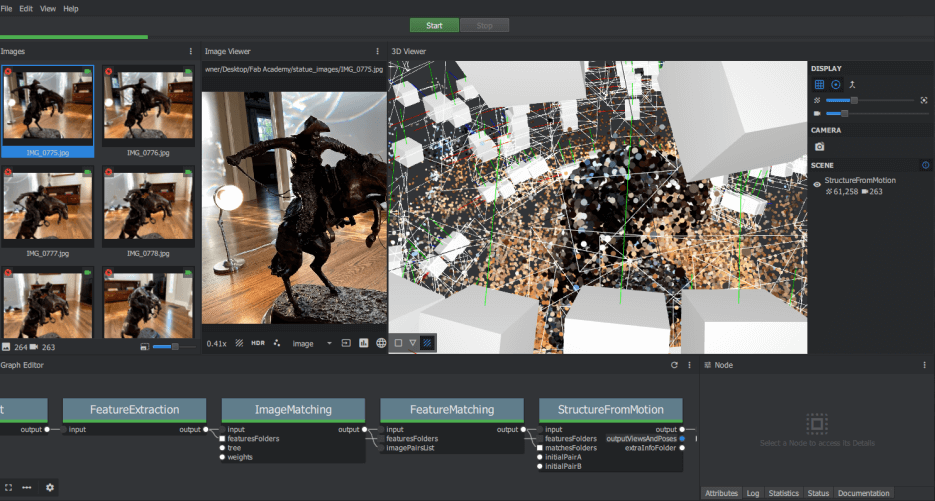 File Edit View Help
Start Stop
Images
Image Viewer
3D Viewer
wner/Desktop/Fab Academy/statue_images/IMG_0775.jpg
IMG_0775.jpg
IMG_0776.jpg
IMG_0777.jpg
IMG_0778.jpg
264 263
0.41x HDR image
DISPLAY
CAMERA
SCENE
StructureFromMotion
61,258 263
Graph Editor
Node
t
output
FeatureExtraction
input output
ImageMatching
input output
featuresFolders
tree
weights
FeatureMatching
input output
featuresFolders
imagePairsList
StructureFromMotion
input output
featuresFolders outputViewsAndPoses
matchesFolders extraInfoFolder
initialPairA
initialPairB
Select a Node to access its Details
Attributes Log Statistics Status Documentation